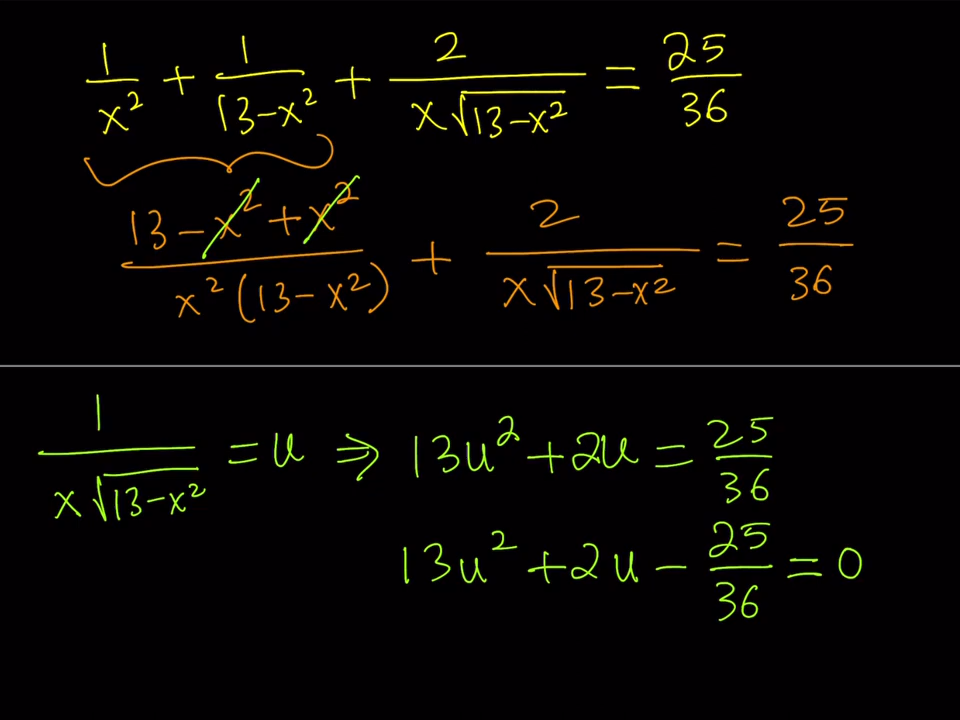 1/x² + 1/(13-x²) + 2/(x√(13-x²)) = 25/36
(13-x²+x²)/(x²(13-x²)) + 2/(x√(13-x²)) = 25/36
1/(x√(13-x²)) = u ⇒ 13u²+2u = 25/36
13u²+2u - 25/36 = 0